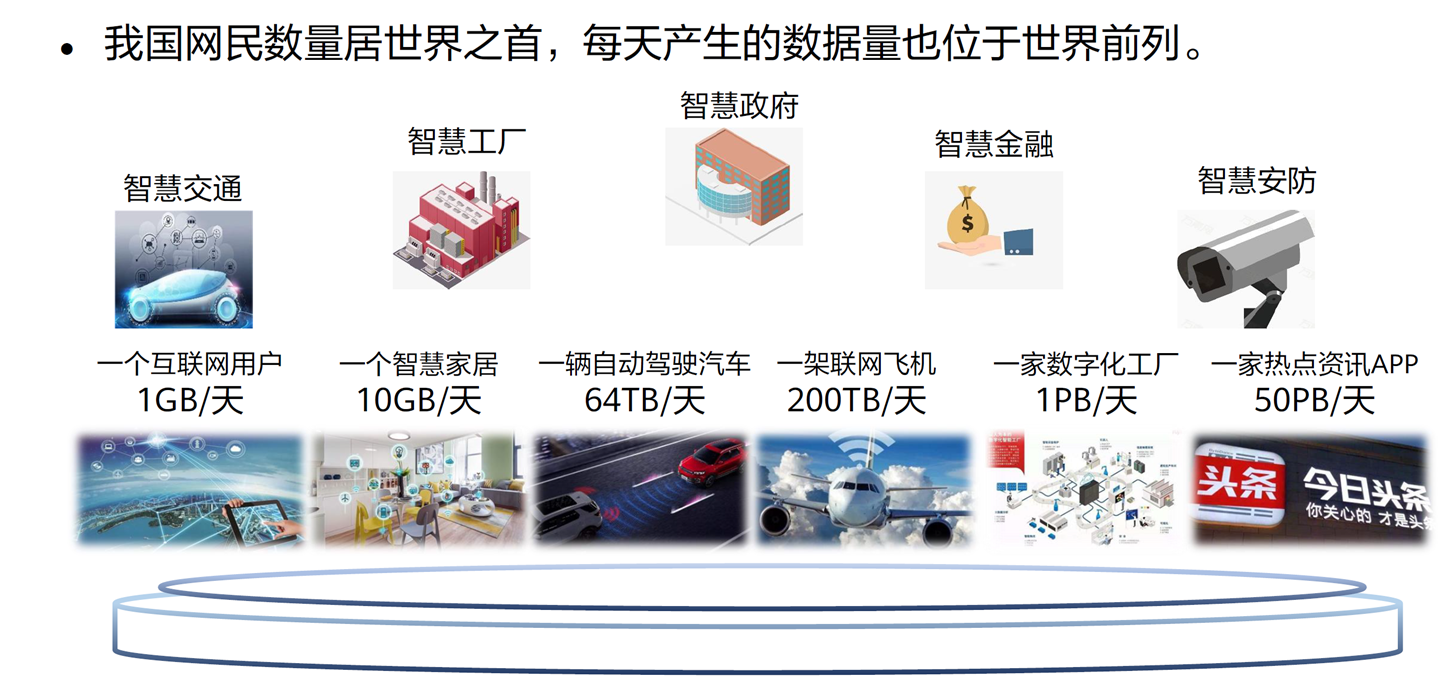 • 我国网民数量居世界之首，每天产生的数据量也位于世界前列。
智慧政府
智慧工厂
智慧金融
智慧安防
智慧交通
$
一个互联网用户
1GB/天
一个智慧家居
10GB/天
一辆自动驾驶汽车
64TB/天
一架联网飞机
200TB/天
一家数字化工厂
1PB/天
一家热点资讯APP
50PB/天
头条
今日头条
你关心的 才是头